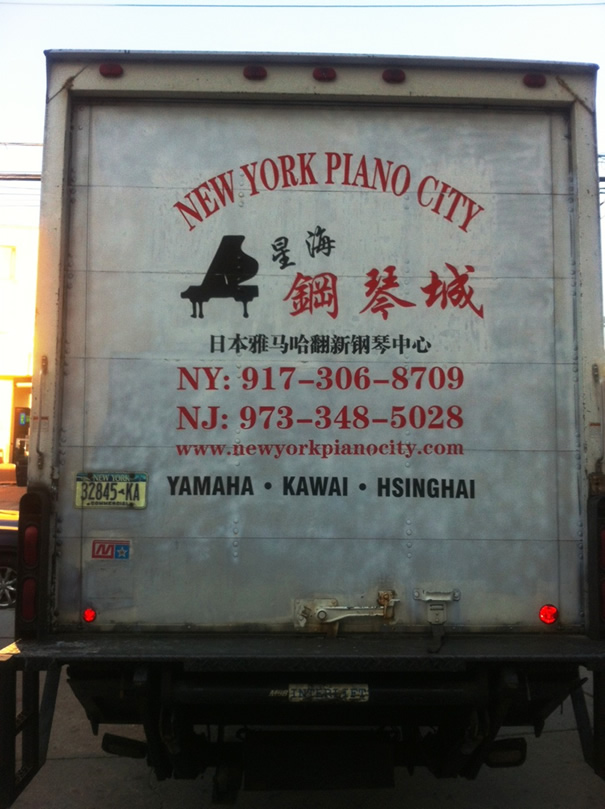 NEW YORK PIANO CITY
星海
鋼琴城
日本雅马哈翻新钢琴中心
NY: 917-306-8709
NJ: 973-348-5028
www.newyorkpianocity.com
YAMAHA • KAWAI • HSINGHAI
NEW YORK
32845-KA
COMMERCIAL